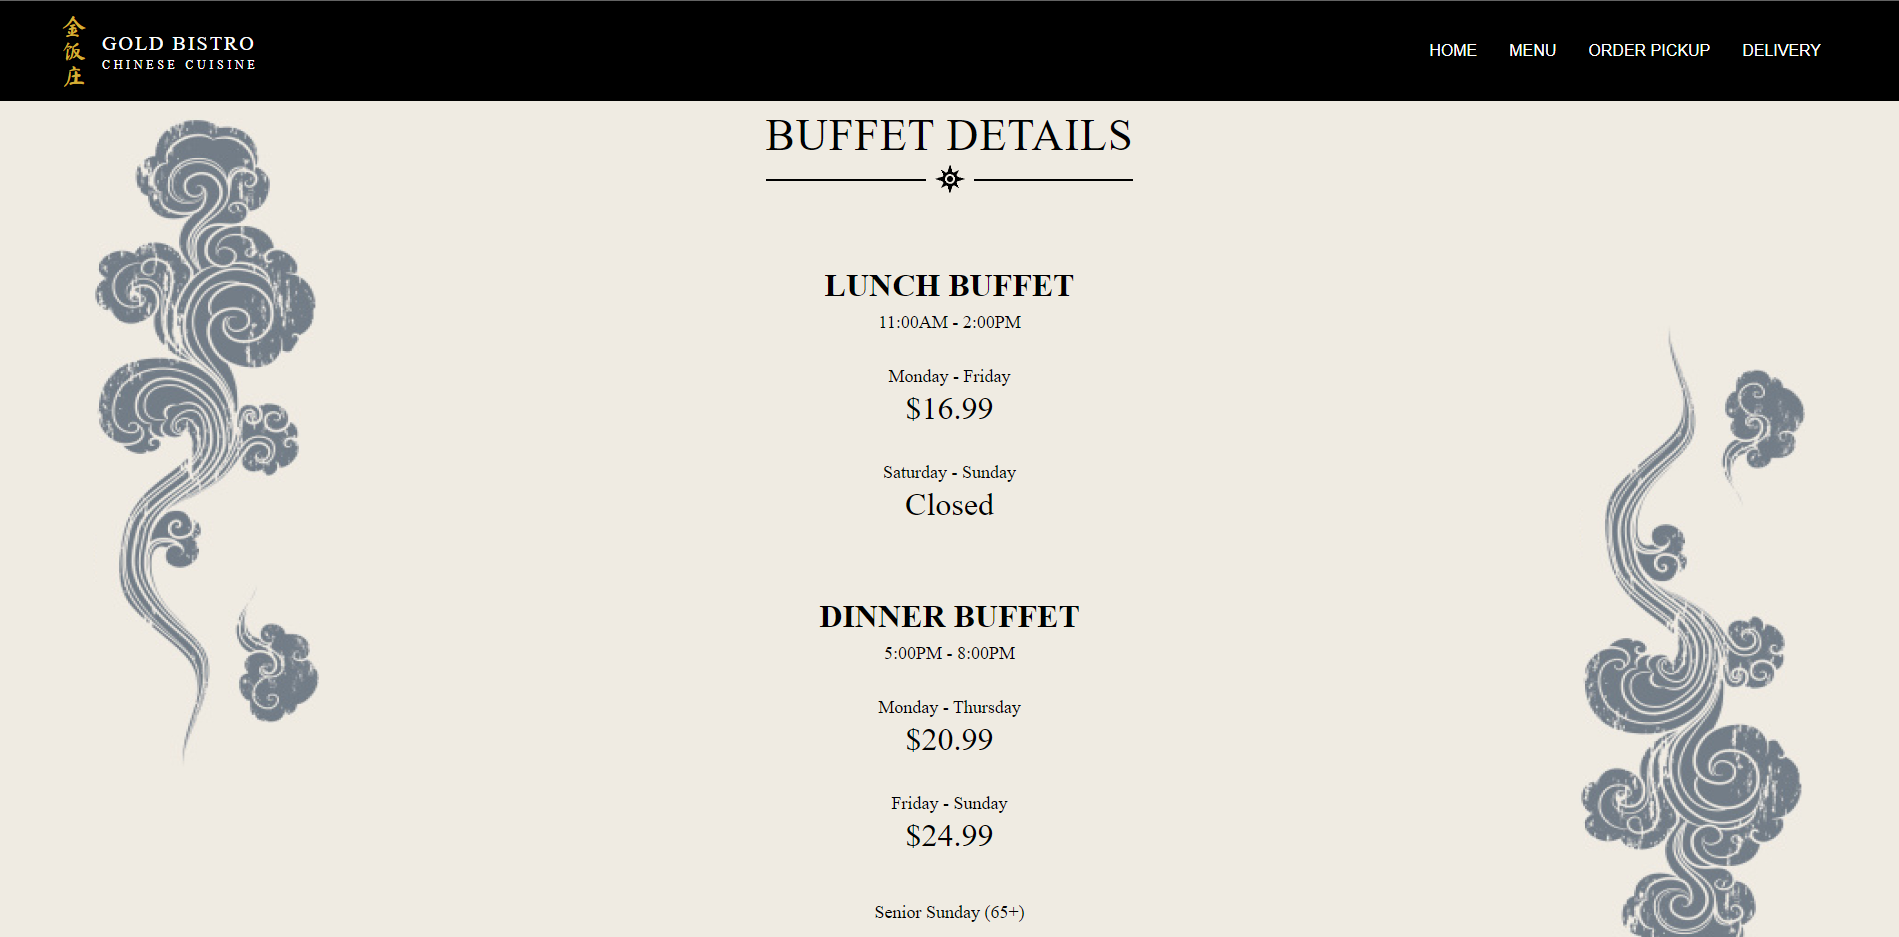 金饭庄
GOLD BISTRO
CHINESE CUISINE
HOME MENU ORDER PICKUP DELIVERY
BUFFET DETAILS
LUNCH BUFFET
11:00AM - 2:00PM
Monday - Friday
$16.99
Saturday - Sunday
Closed
DINNER BUFFET
5:00PM - 8:00PM
Monday - Thursday
$20.99
Friday - Sunday
$24.99
Senior Sunday (65+)